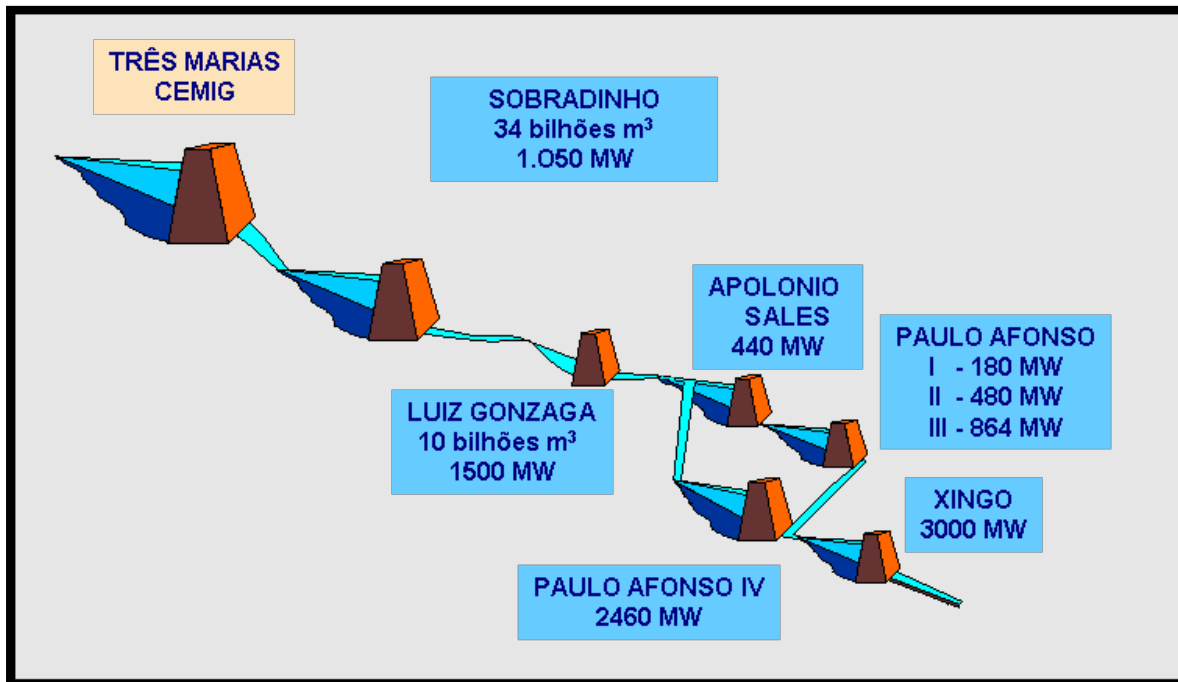 TRÊS MARIAS
CEMIG
SOBRADINHO
34 bilhões m³
1.O50 MW
APOLONIO
SALES
440 MW
PAULO AFONSO
I - 180 MW
II - 480 MW
III - 864 MW
LUIZ GONZAGA
10 bilhões m³
1500 MW
XINGO
3000 MW
PAULO AFONSO IV
2460 MW